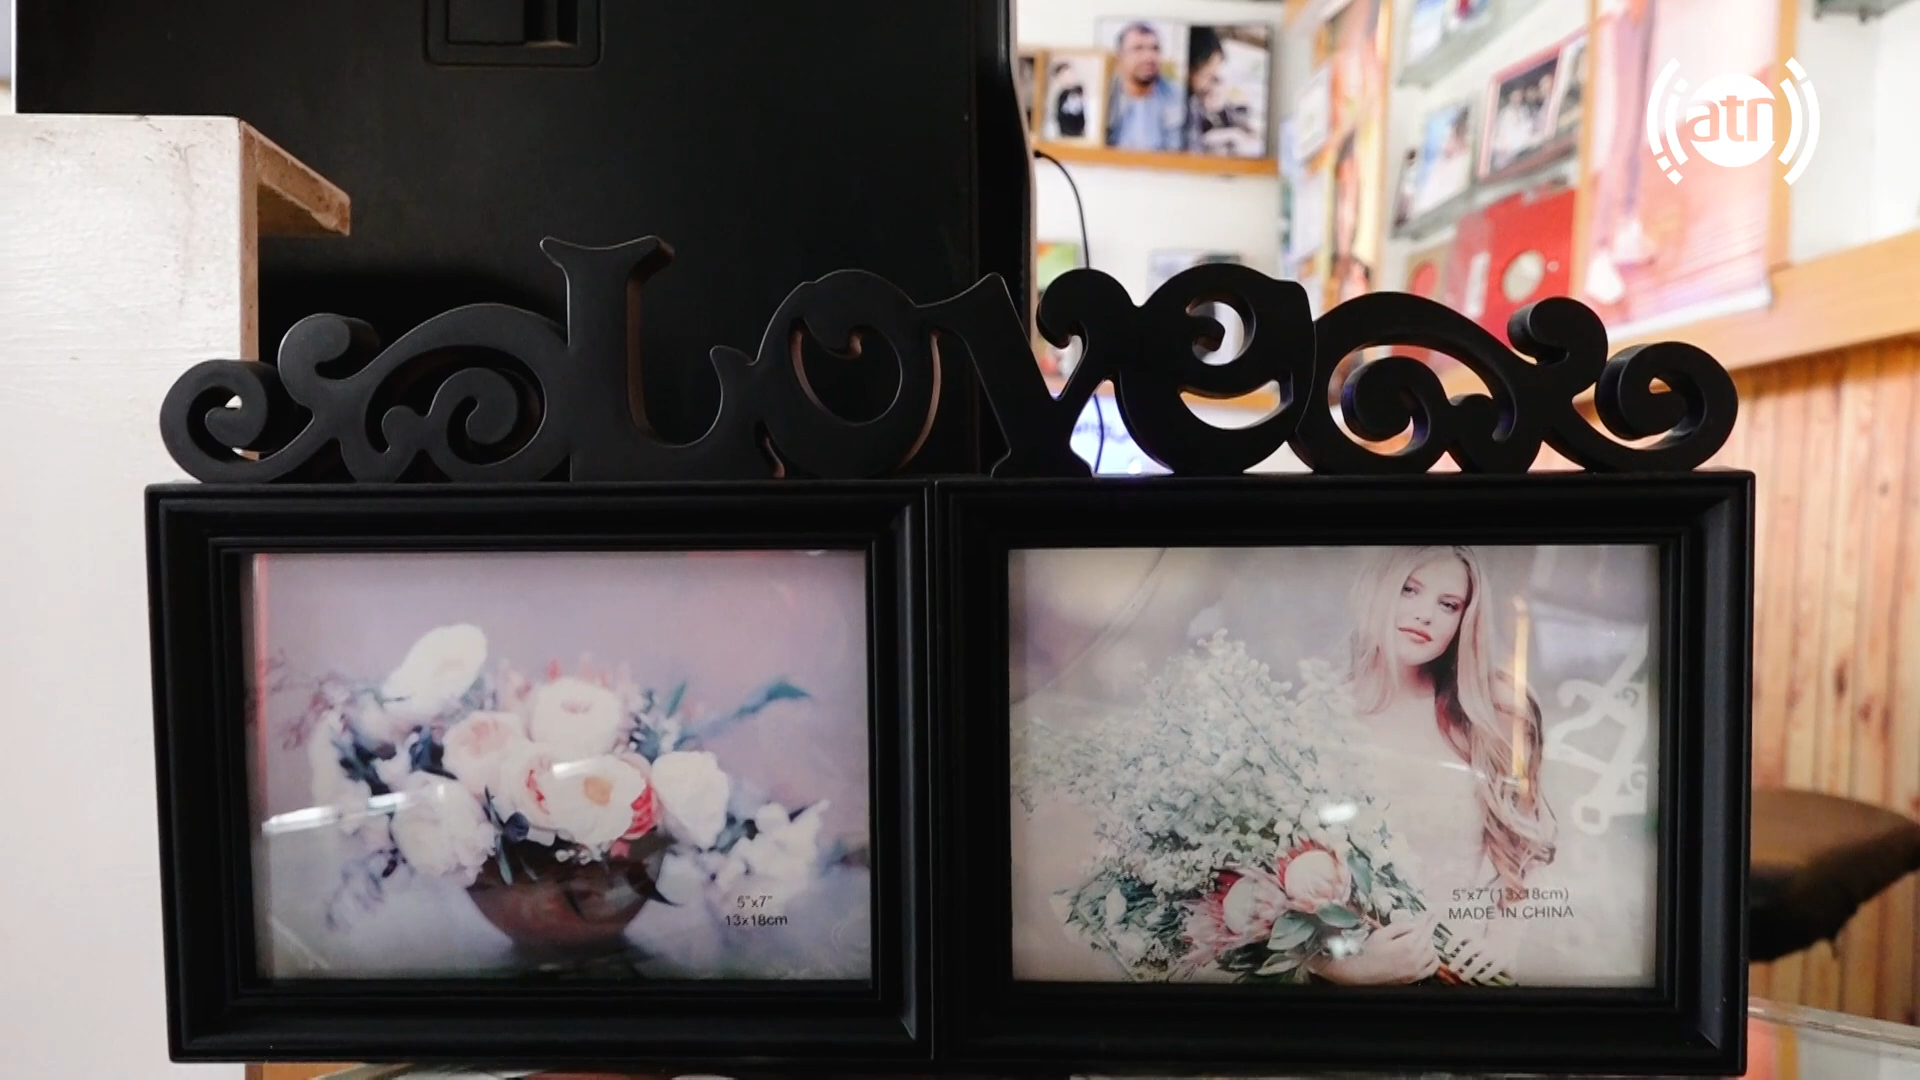 atn
Love
5"x7"
13x18cm
5"x7"(13x18cm)
MADE IN CHINA